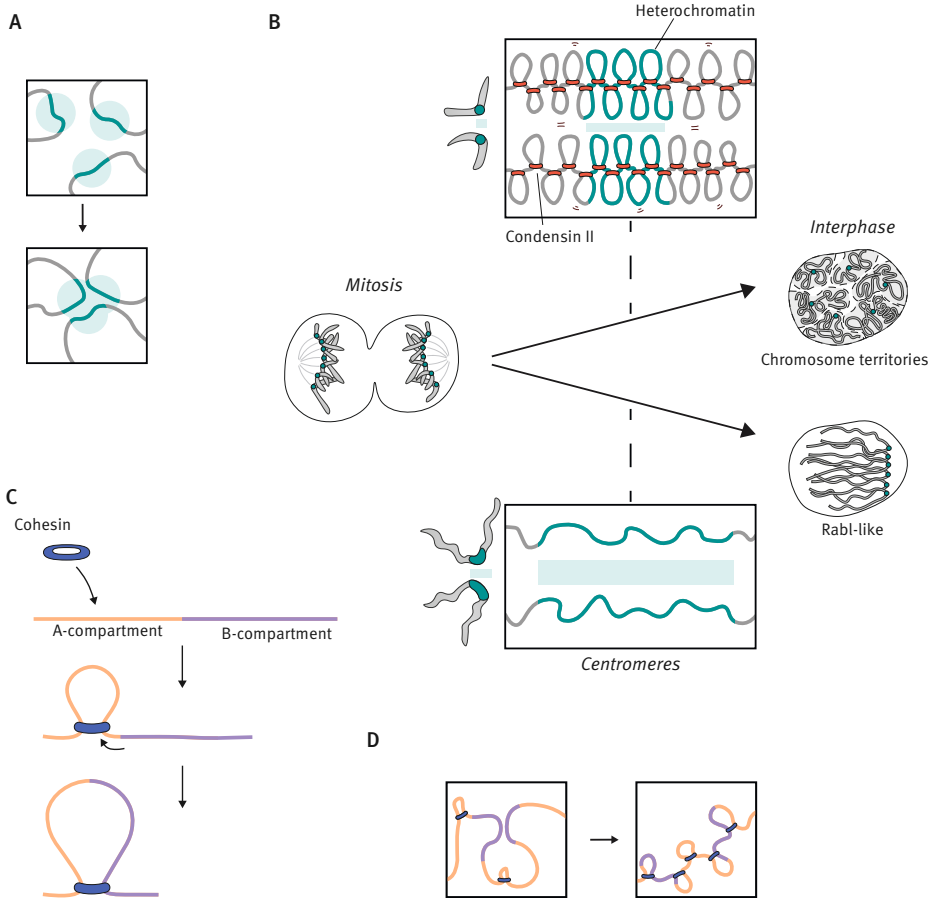 A
B
Heterochromatin
Condensin II
Interphase
Mitosis
Chromosome territories
Rabl-like
C
Cohesin
A-compartment
B-compartment
Centromeres
D